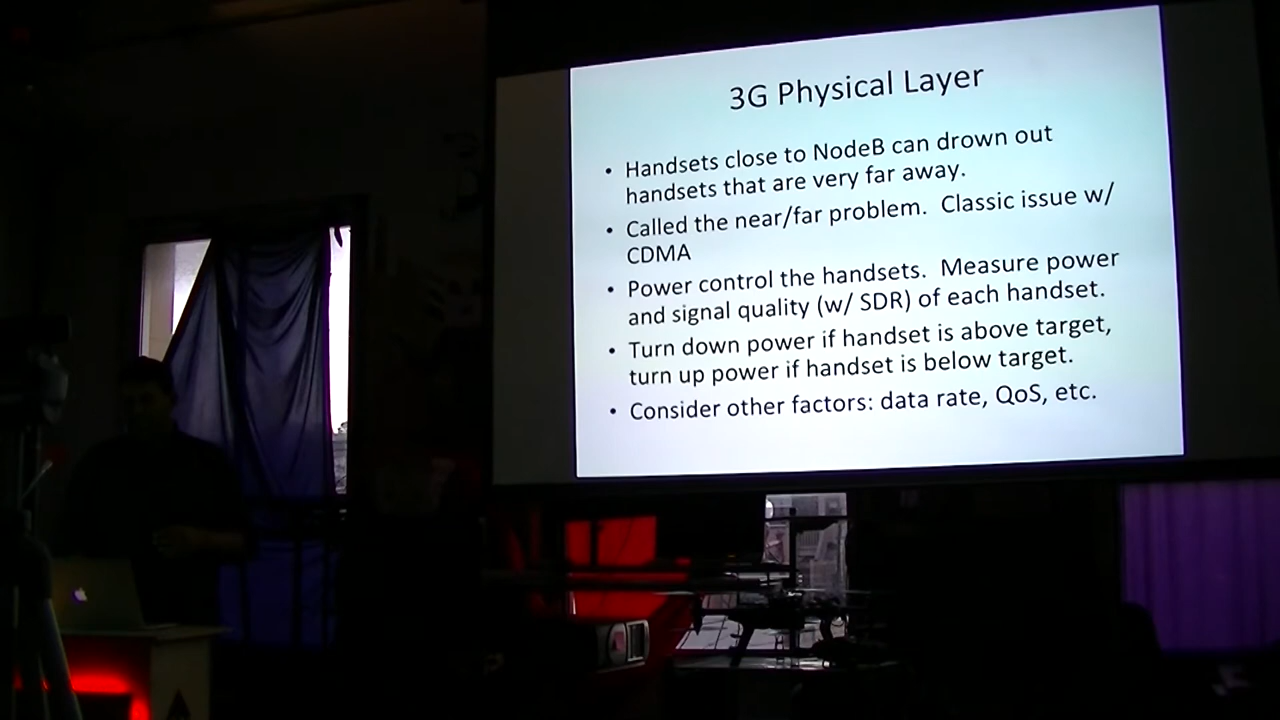 3G Physical Layer
• Handsets close to NodeB can drown out
handsets that are very far away.
• Called the near/far problem.  Classic issue w/
CDMA
• Power control the handsets.  Measure power
and signal quality (w/ SDR) of each handset.
• Turn down power if handset is above target,
turn up power if handset is below target.
• Consider other factors: data rate, QoS, etc.